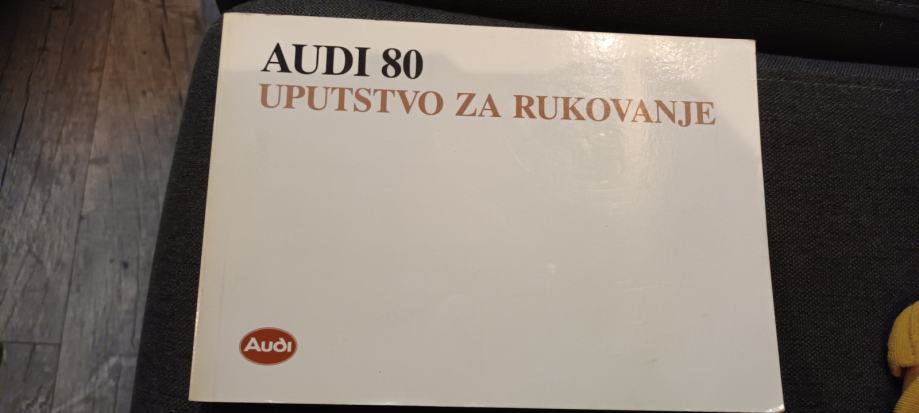 AUDI 80
UPUTSTVO ZA RUKOVANJE
Audi